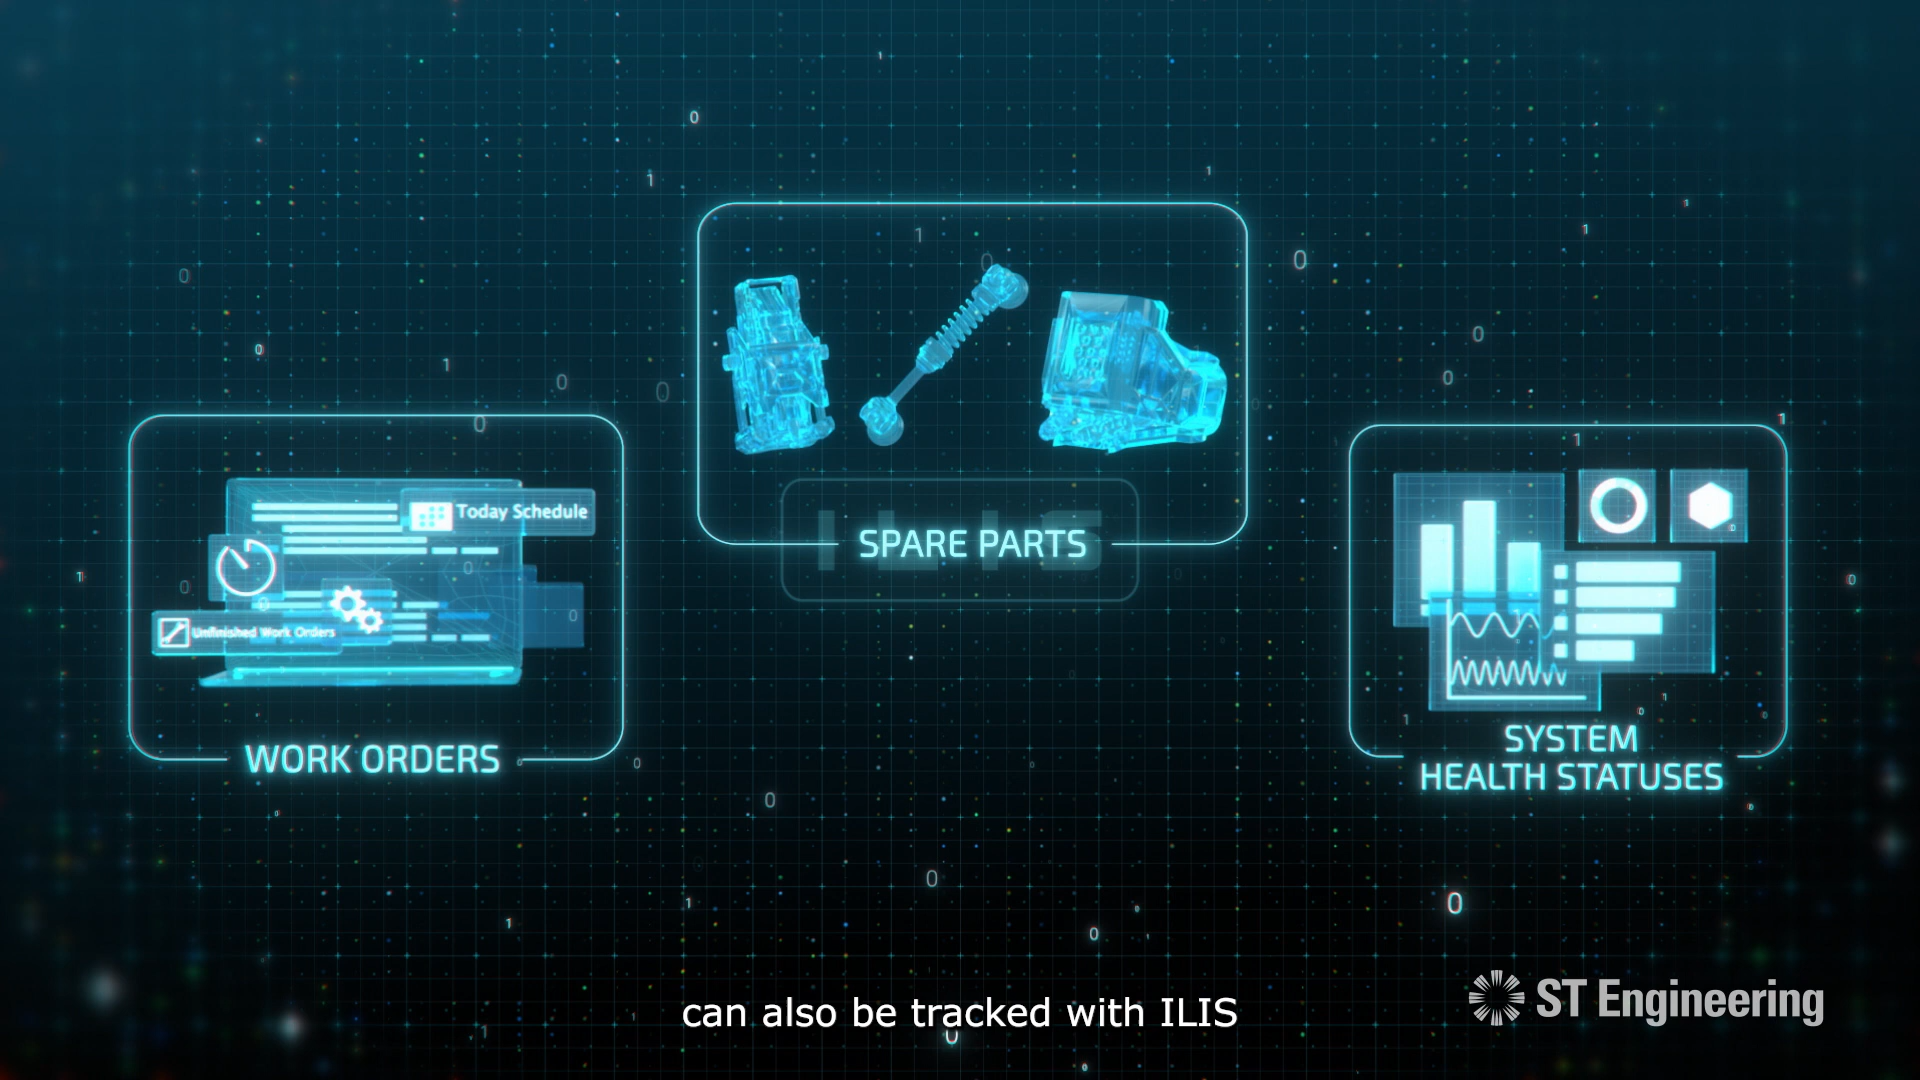 SPARE PARTS
ILIS
Today Schedule
Unfinished Work Orders
WORK ORDERS
SYSTEM
HEALTH STATUSES
can also be tracked with ILIS
ST Engineering